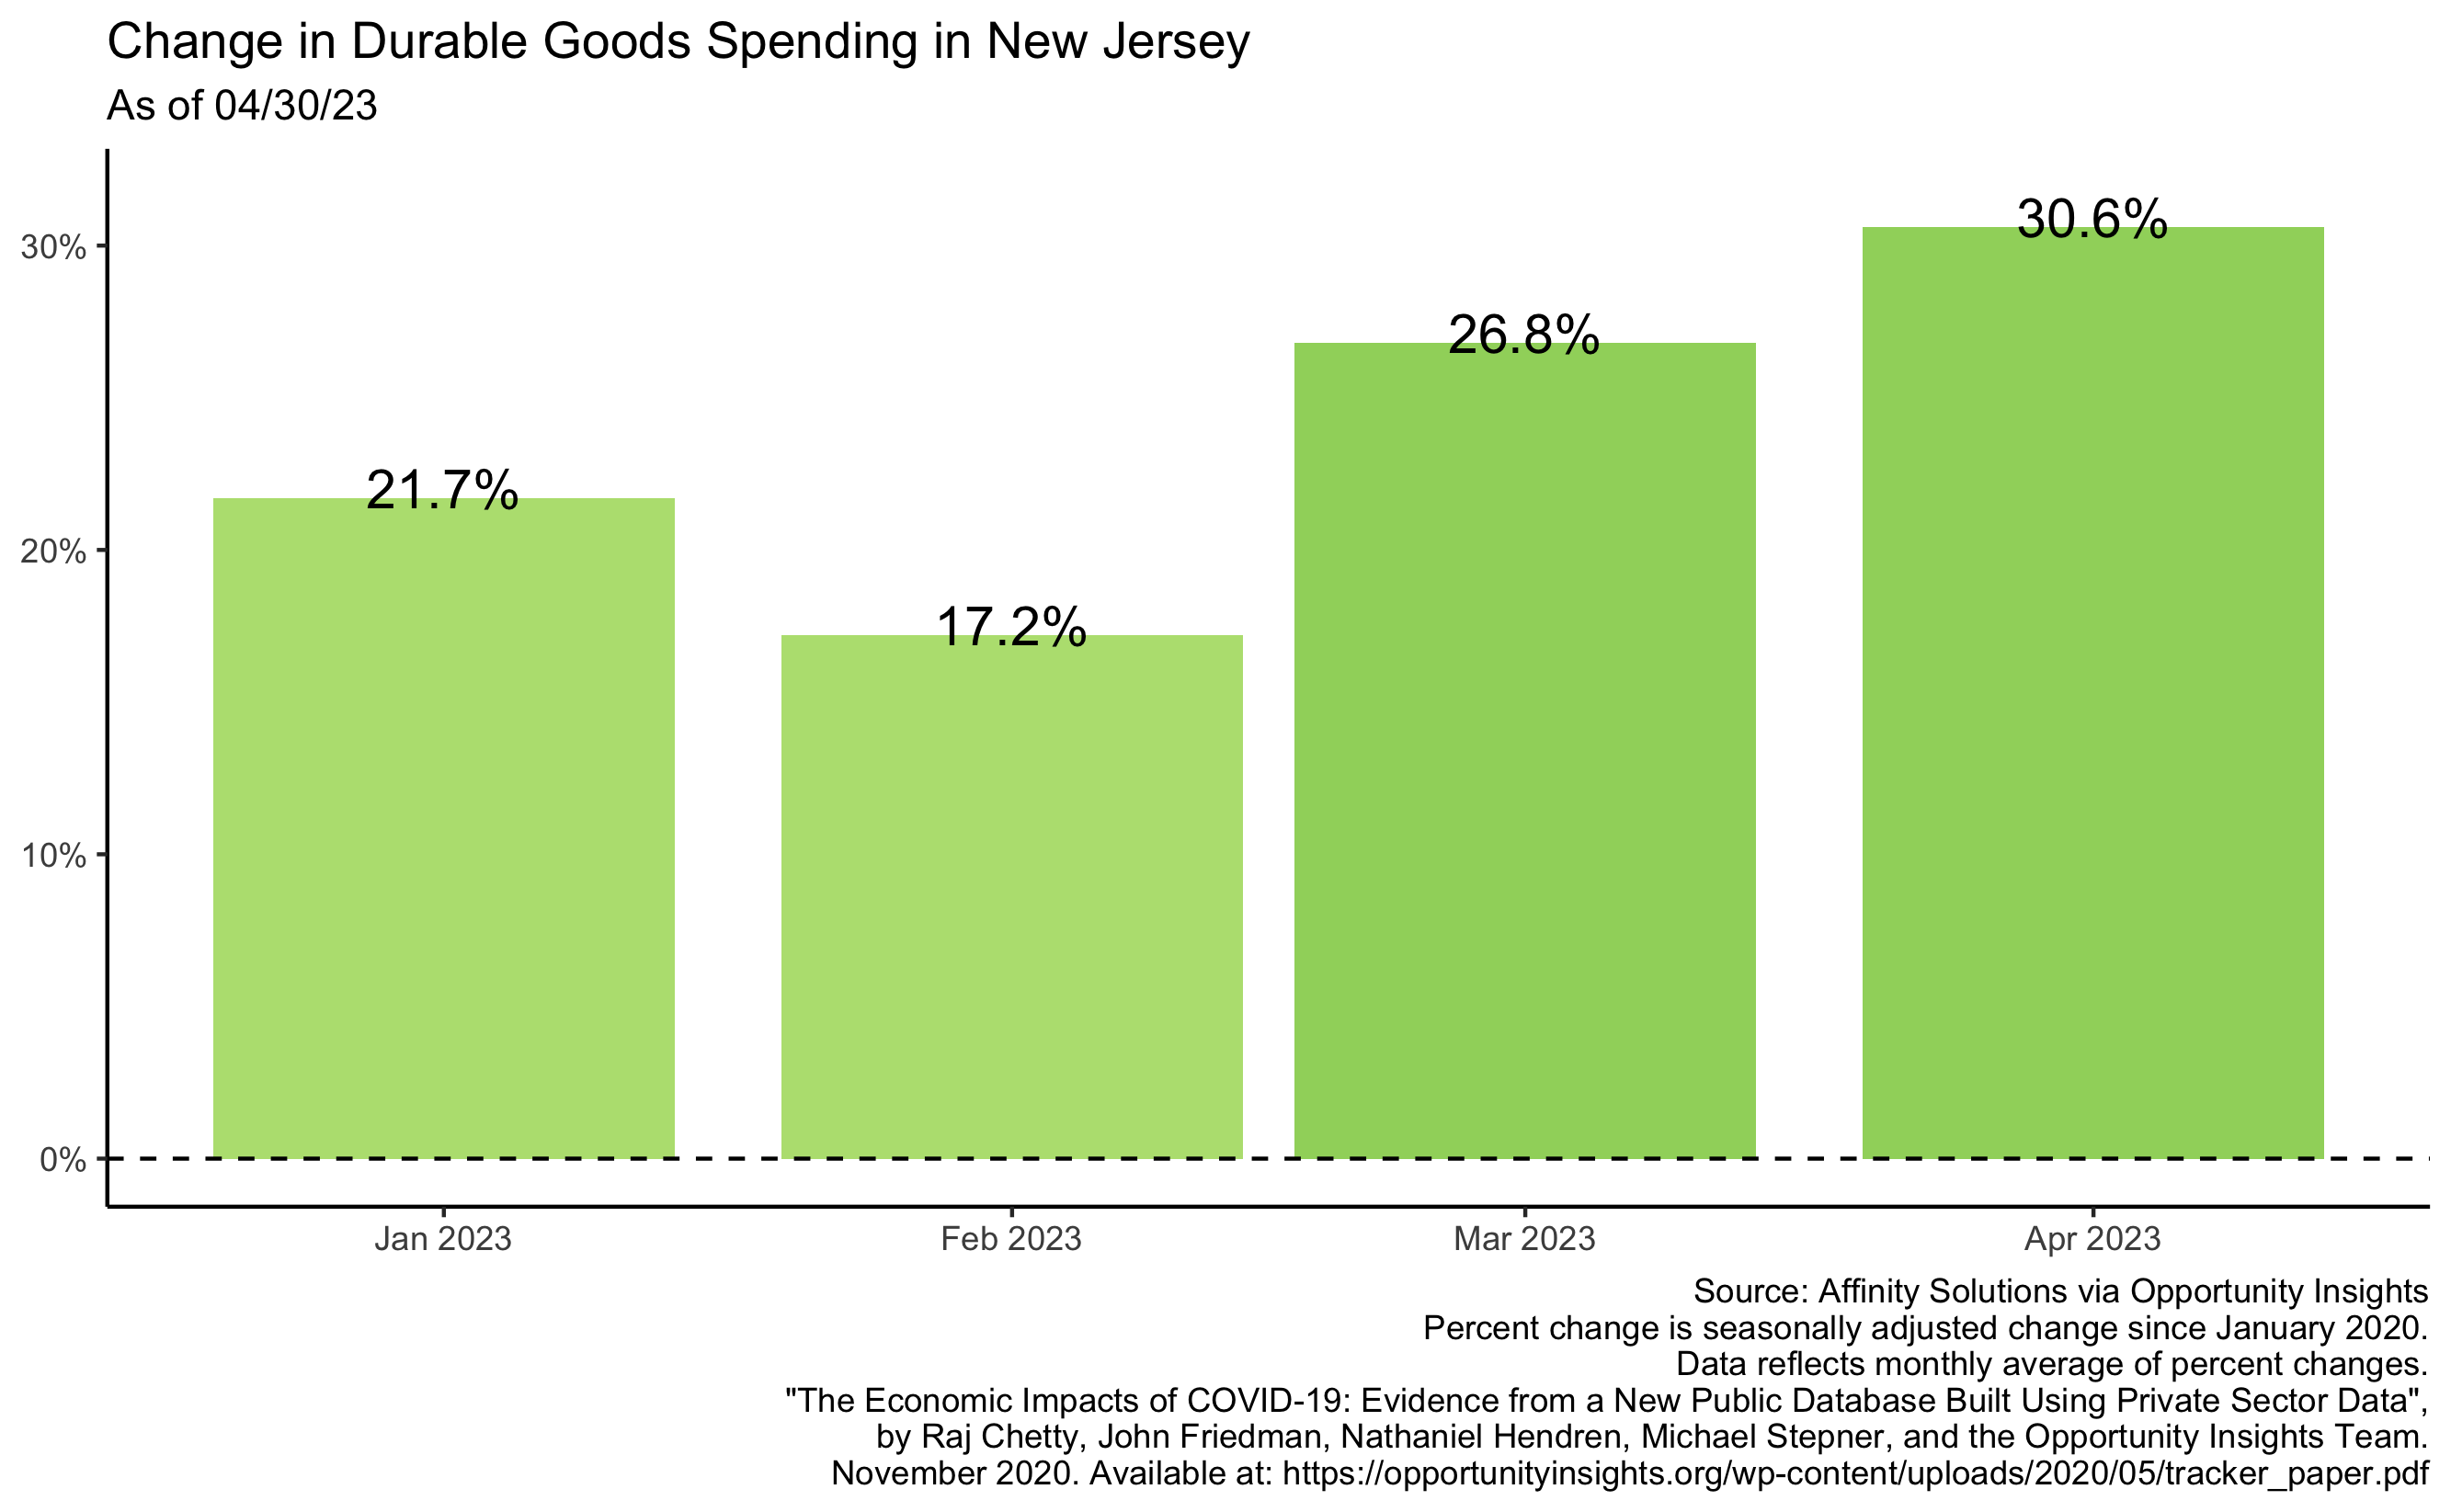 Change in Durable Goods Spending in New Jersey
As of 04/30/23
30%
20%
10%
0%
21.7%
17.2%
26.8%
30.6%
Jan 2023
Feb 2023
Mar 2023
Apr 2023
Source: Affinity Solutions via Opportunity Insights
Percent change is seasonally adjusted change since January 2020.
Data reflects monthly average of percent changes.
"The Economic Impacts of COVID-19: Evidence from a New Public Database Built Using Private Sector Data",
by Raj Chetty, John Friedman, Nathaniel Hendren, Michael Stepner, and the Opportunity Insights Team.
November 2020. Available at: https://opportunityinsights.org/wp-content/uploads/2020/05/tracker_paper.pdf